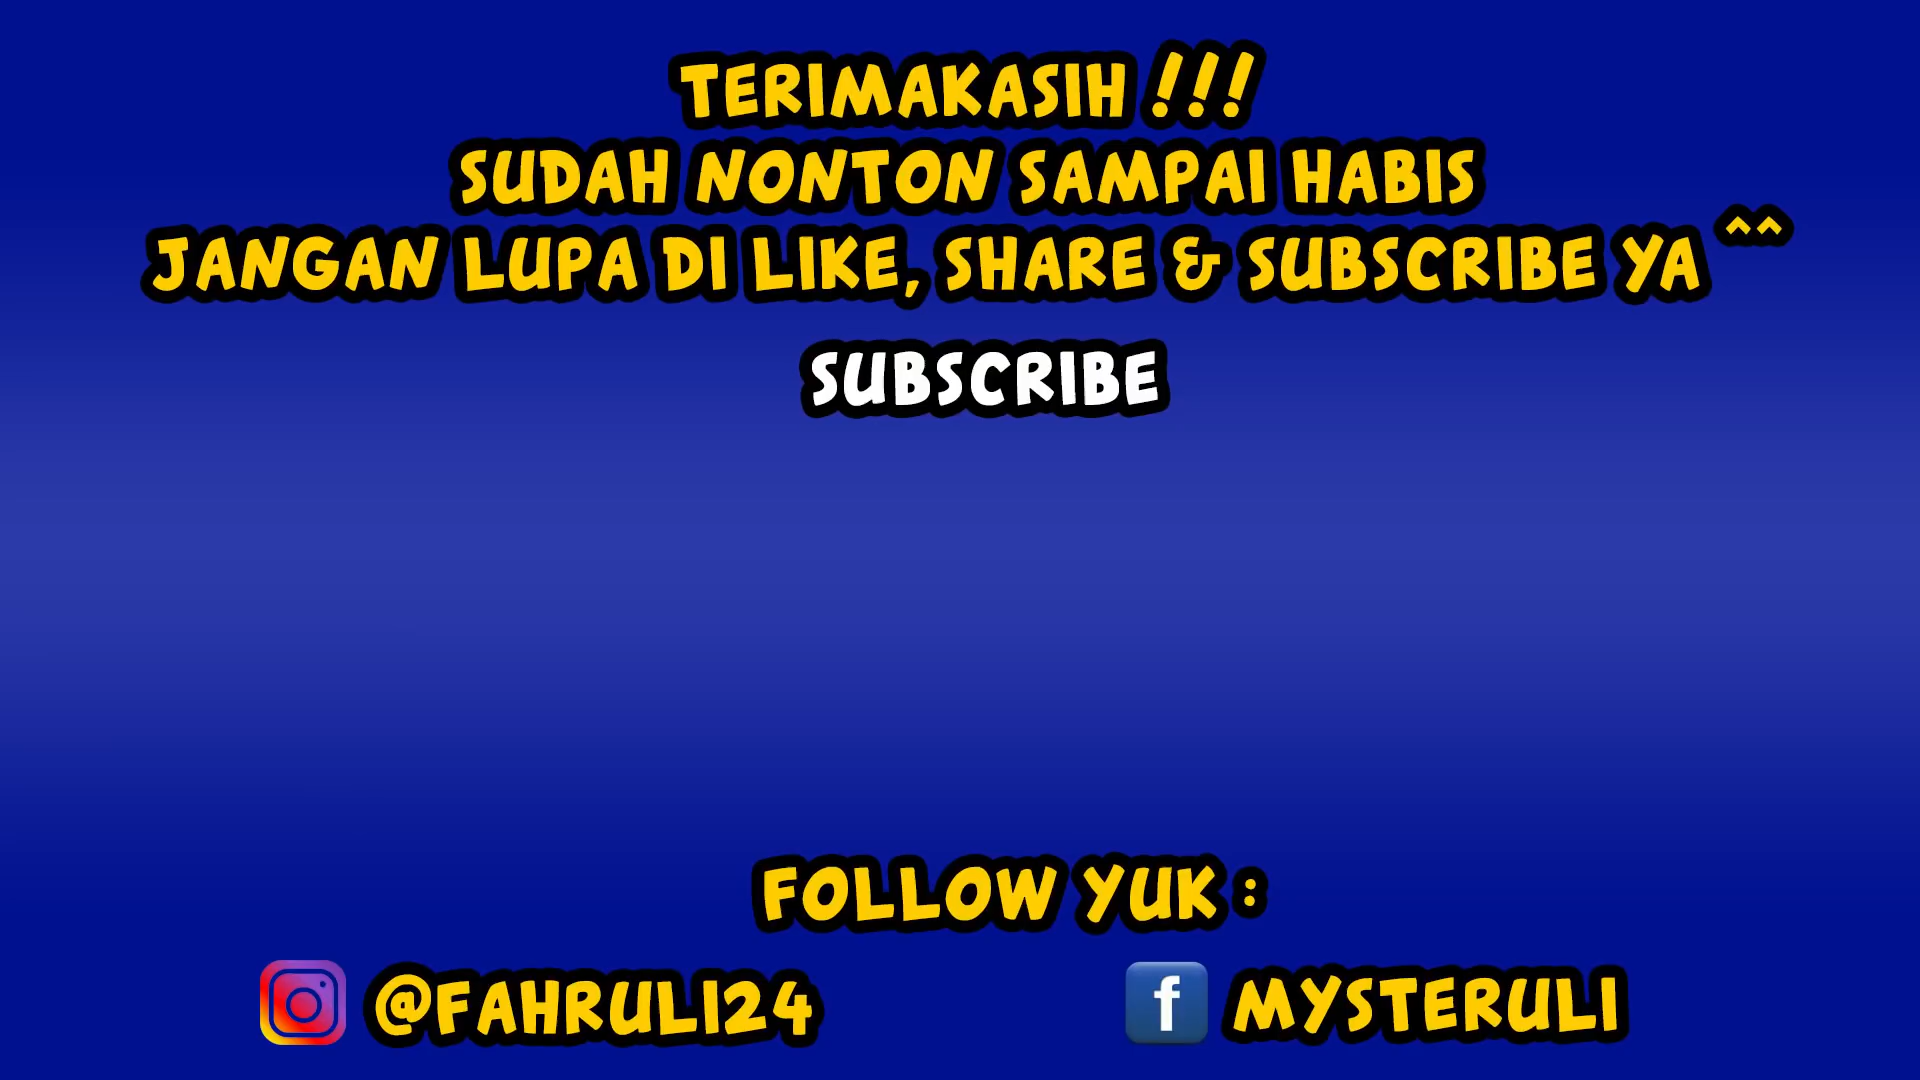 TERIMAKASIH !!!
SUDAH NONTON SAMPAI HABIS
JANGAN LUPA DI LIKE, SHARE & SUBSCRIBE YA ^^
SUBSCRIBE
FOLLOW YUK :
@FAHRULI24
f MYSTERULI